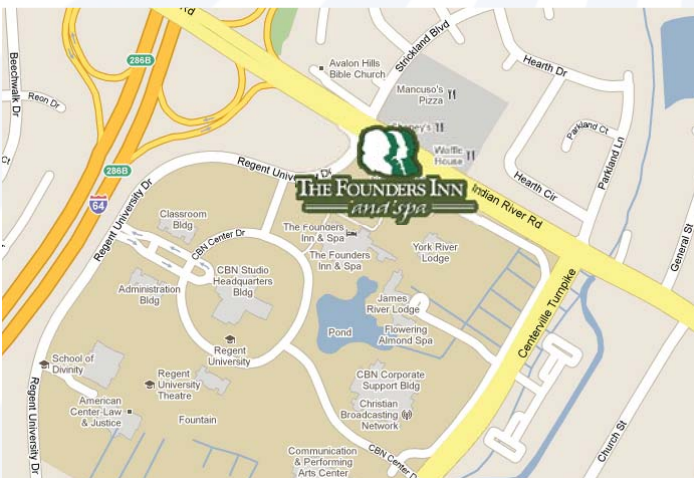 Rd
Strickland Blvd
286B
Avalon Hills
Bible Church
Hearth Dr
Beechwalk Dr
Mancuso's
Pizza
Reon Dr
Parkland Ct
Parkland Ln
Waffle
House
286B
Regent University Dr
THE FOUNDERS INN
and spa
Hearth Cir
Indian River Rd
64
Regent University Dr
Classroom
Bldg
CBN Center Dr
The Founders
Inn & Spa
The Founders
Inn & Spa
York River
Lodge
General St
CBN Studio
Headquarters
Bldg
Administration
Bldg
James
River Lodge
Pond
Flowering
Almond Spa
Centerville Turnpike
Regent
University
School of
Divinity
Regent
University
Theatre
CBN Corporate
Support Bldg
Regent University Dr
American
Center-Law
& Justice
Christian
Broadcasting
Network
Fountain
Church St
Communication
& Performing
Arts Center
CBN Center D
Ct